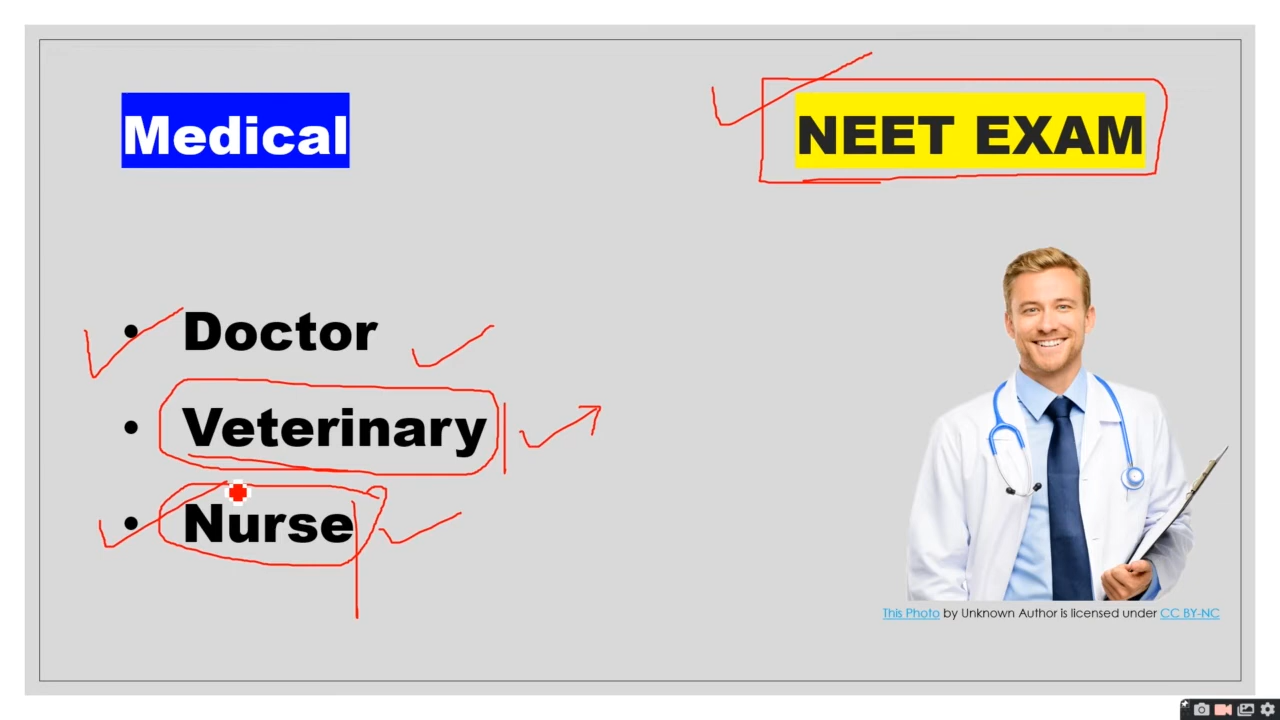 Medical
NEET EXAM
• Doctor
• Veterinary
• Nurse
This Photo by Unknown Author is licensed under CC BY-NC